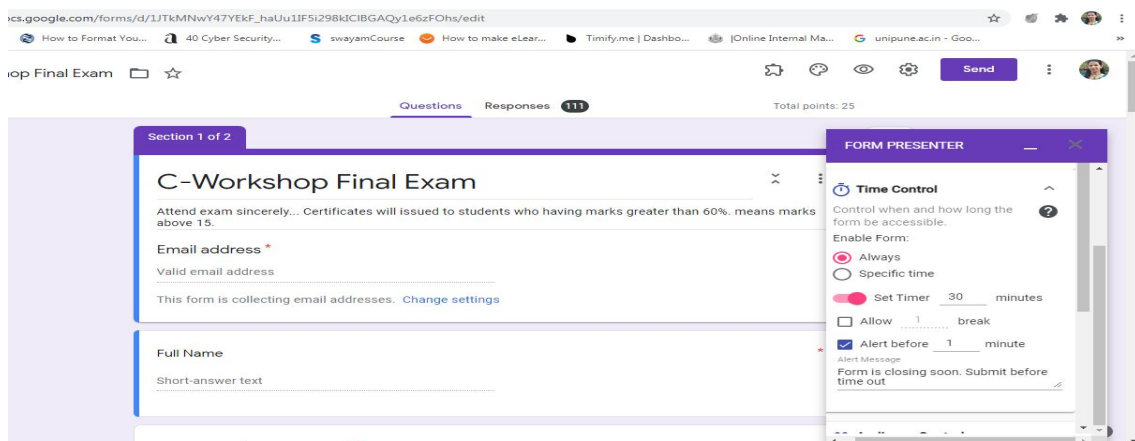 ocs.google.com/forms/d/1JTkMNwY47YEkF_haUu1IF5i298kICIBGAQy1e6zFOhs/edit
How to Format You... 40 Cyber Security... S swayamCourse How to make eLear... Timify.me | Dashbo... |Online Internal Ma... G unipune.ac.in - Goo... »
op Final Exam Send
Questions Responses 111 Total points: 25
Section 1 of 2
C-Workshop Final Exam
Attend exam sincerely... Certificates will issued to students who having marks greater than 60%. means marks
above 15.
Email address *
Valid email address
This form is collecting email addresses. Change settings
Full Name *
Short-answer text
FORM PRESENTER
Time Control
Control when and how long the
form be accessible.
Enable Form:
Always
Specific time
Set Timer 30 minutes
Allow 1 break
Alert before 1 minute
Alert Message
Form is closing soon. Submit before
time out